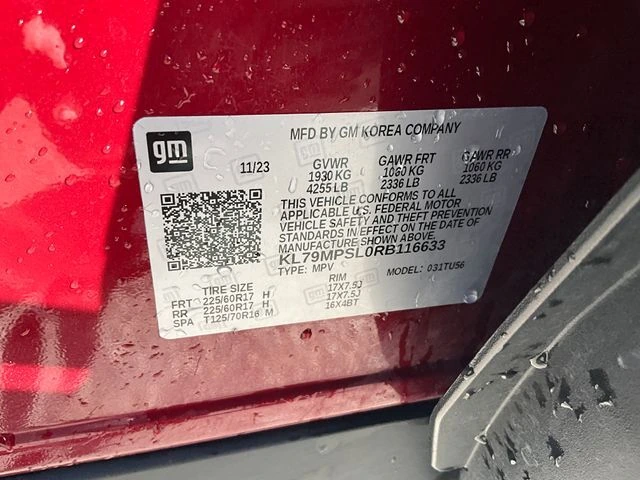 MFD BY GM KOREA COMPANY
gm
11/23
GVWR GAWR FRT GAWR RR
1930 KG 1060 KG 1060 KG
4255 LB 2336 LB 2336 LB
THIS VEHICLE CONFORMS TO ALL
APPLICABLE U.S. FEDERAL MOTOR
VEHICLE SAFETY AND THEFT PREVENTION
STANDARDS IN EFFECT ON THE DATE OF
MANUFACTURE SHOWN ABOVE.
KL79MPSL0RB116633
TYPE: MPV MODEL: 031TU56
TIRE SIZE RIM
FRT 225/60R17 H 17X7.5J
RR 225/60R17 H 17X7.5J
SPA T125/70R16 M 16X4BT